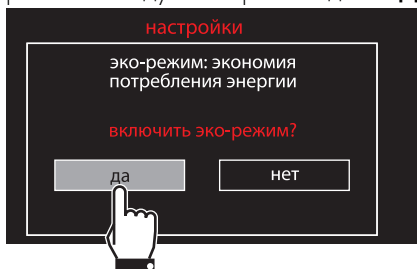 настройки
эко-режим: экономия
потребления энергии
включить эко-режим?
да
нет